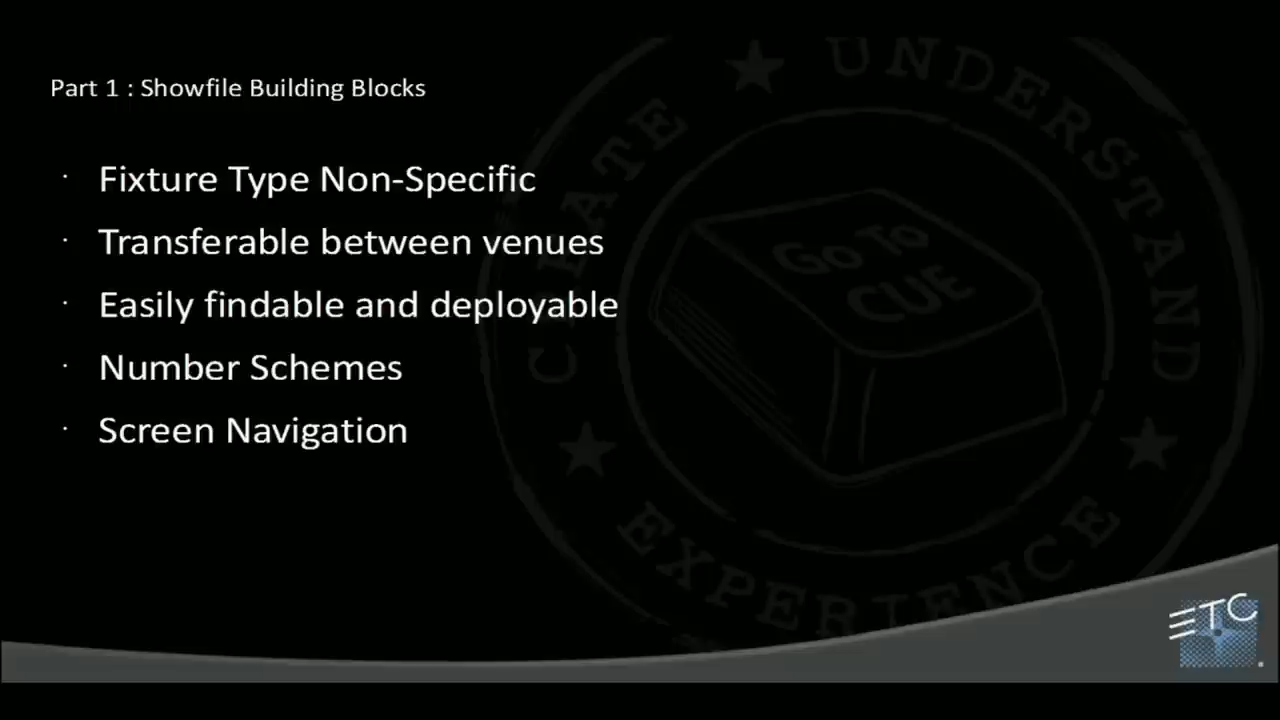 Part 1 : Showfile Building Blocks
· Fixture Type Non-Specific
· Transferable between venues
· Easily findable and deployable
· Number Schemes
· Screen Navigation
CREATE ★ UNDERSTAND ★ EXPERIENCE ★
Go To
CUE
ETC